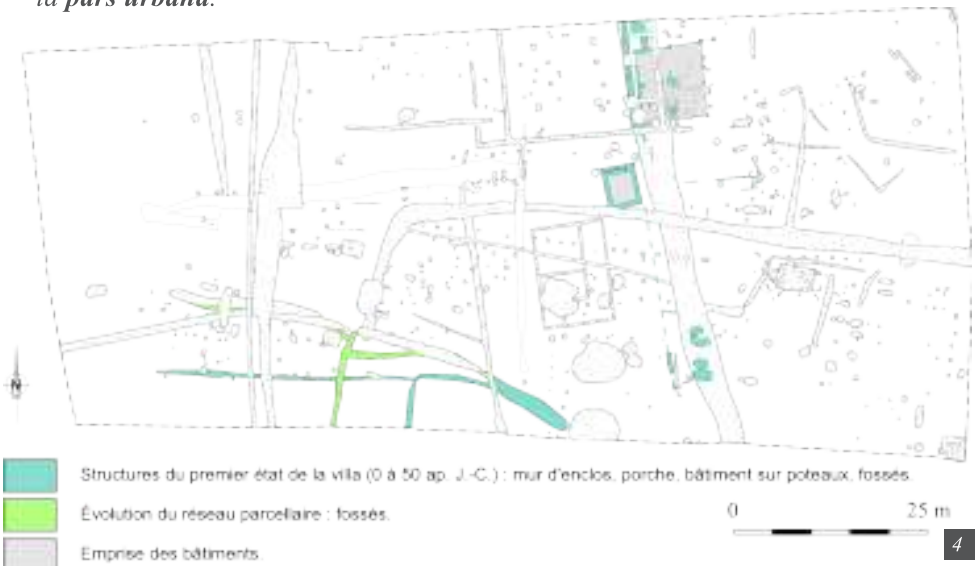 la pars urbana.
N
Structures du premier état de la villa (0 à 50 ap. J.-C.) : mur d'enclos, porche, bâtiment sur poteaux, fossés.
Évolution du réseau parcellaire : fossés.
0 25 m
Emprise des bâtiments.
4